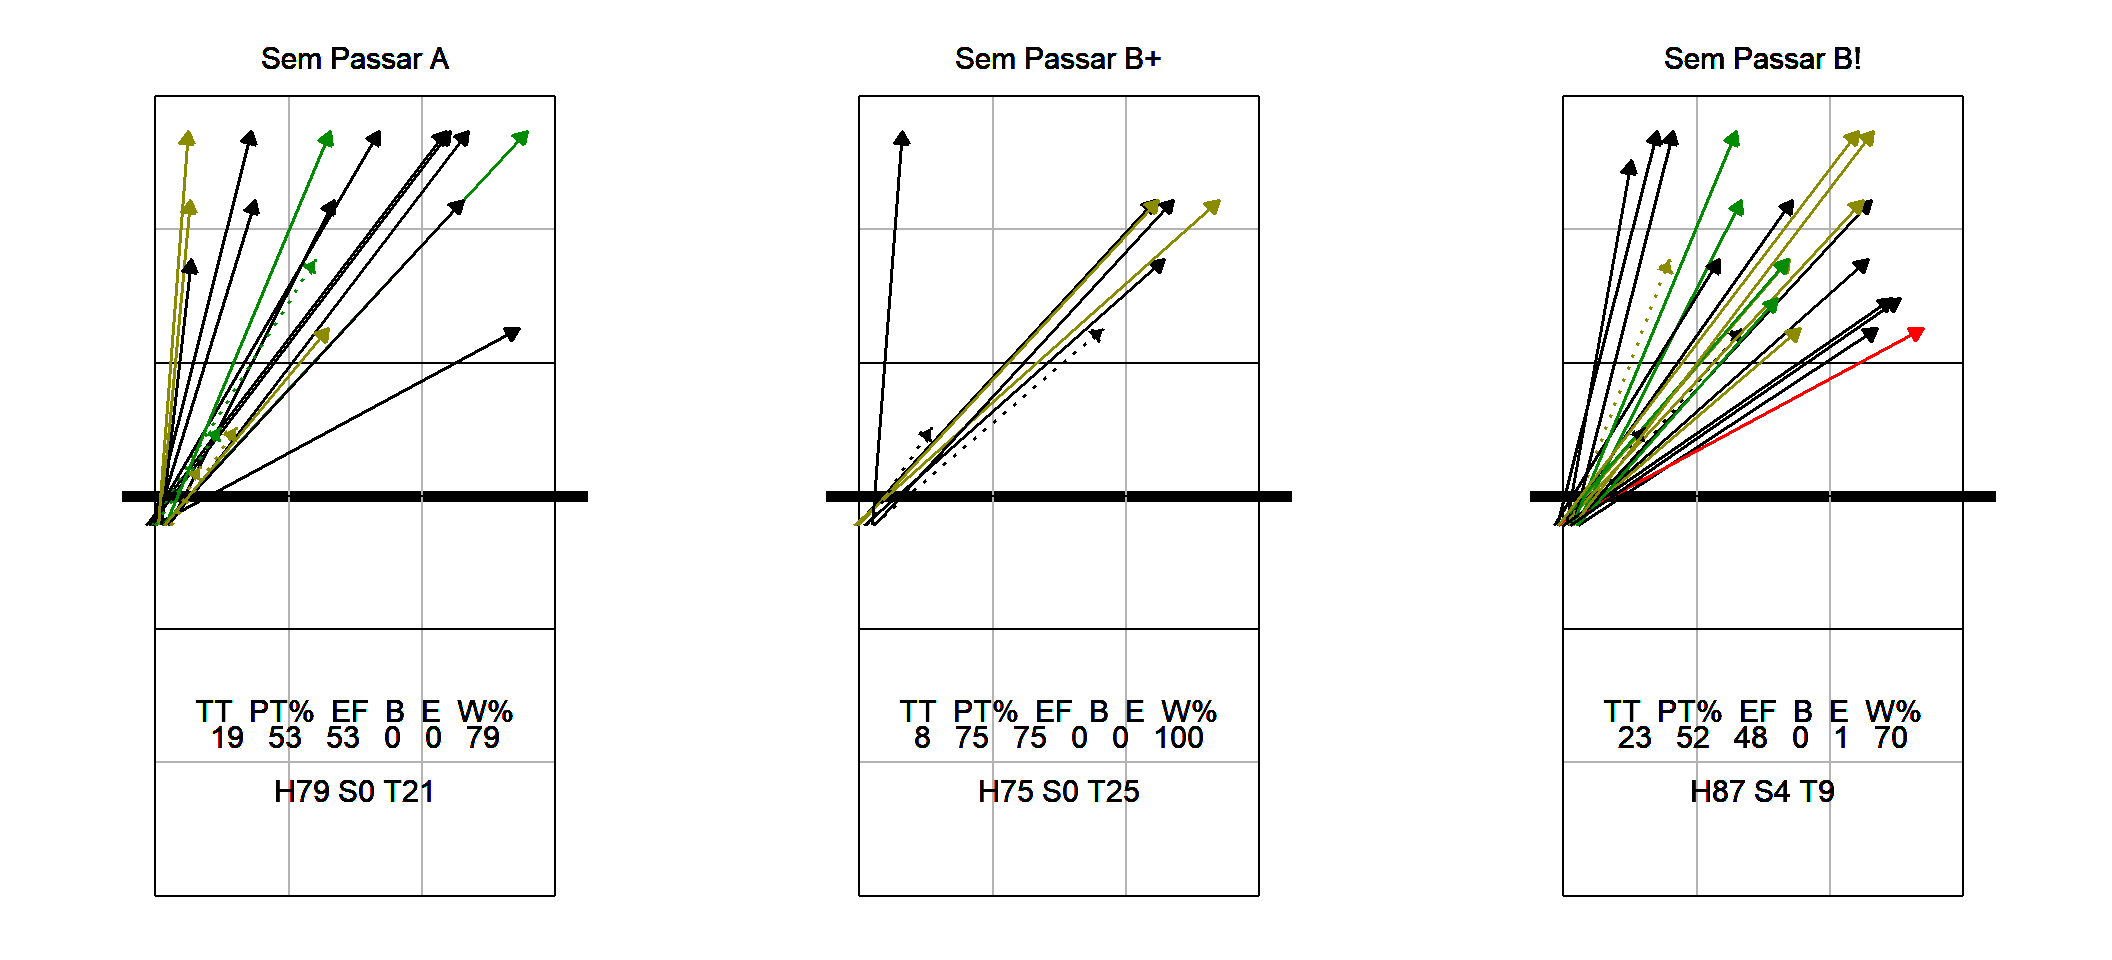 Sem Passar A
TT PT% EF B E W%
19 53 53 0 0 79
H79 S0 T21
Sem Passar B+
TT PT% EF B E W%
8 75 75 0 0 100
H75 S0 T25
Sem Passar B!
TT PT% EF B E W%
23 52 48 0 1 70
H87 S4 T9